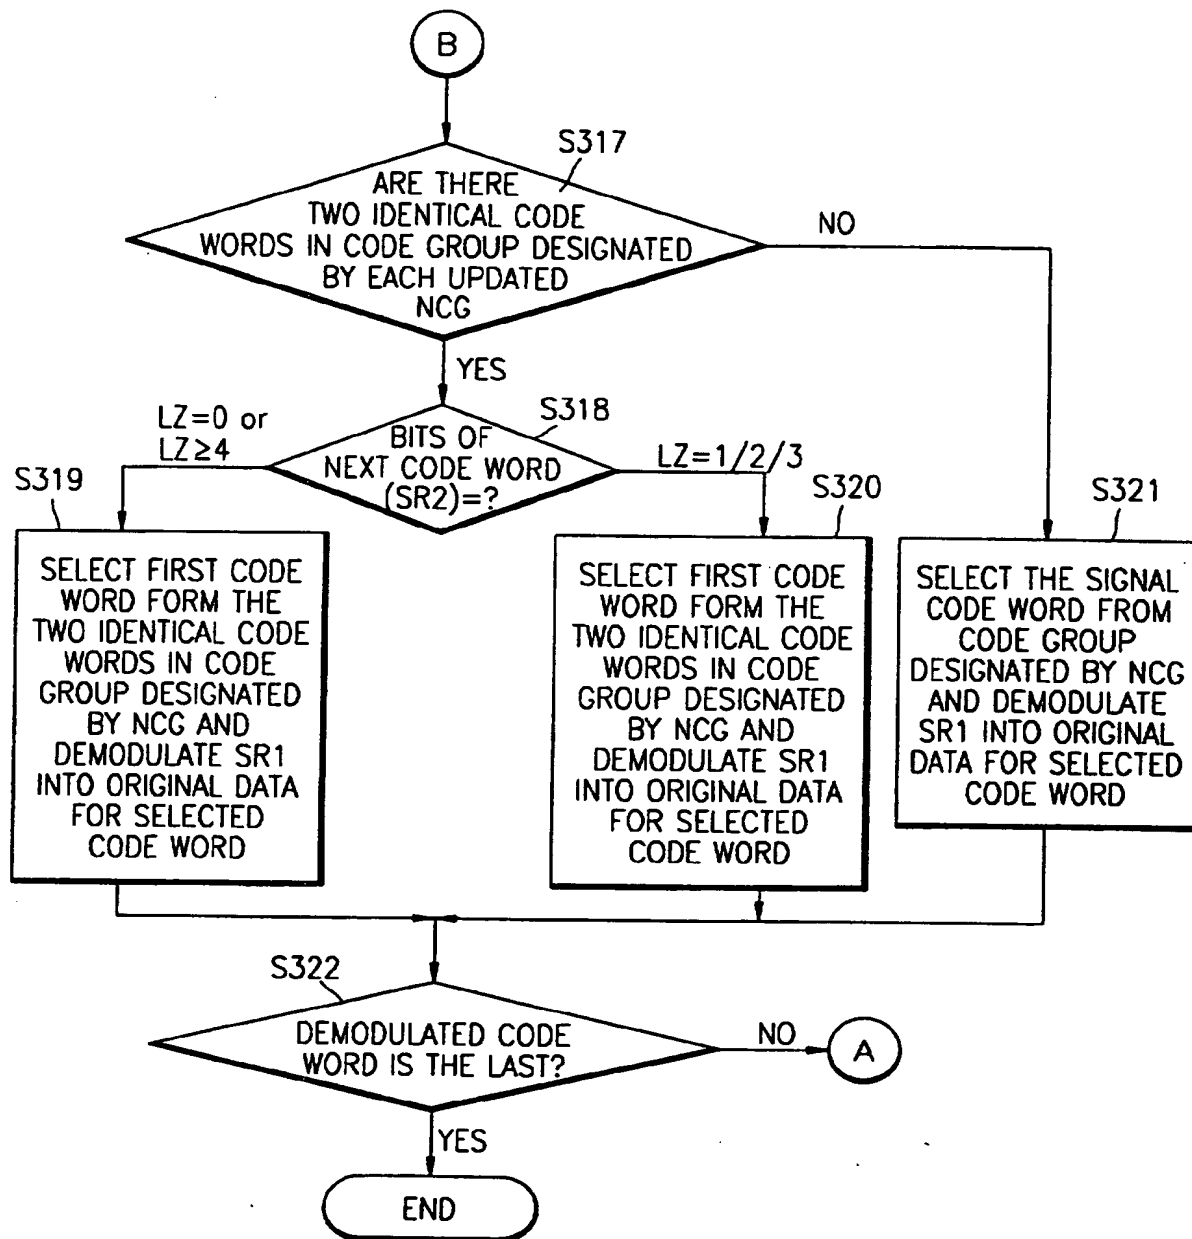 B
S317
ARE THERE
TWO IDENTICAL CODE
WORDS IN CODE GROUP DESIGNATED
BY EACH UPDATED
NCG
NO
YES
S318
LZ=0 or
LZ≥4
BITS OF
NEXT CODE WORD
(SR2)=?
LZ=1/2/3
S319
SELECT FIRST CODE
WORD FORM THE
TWO IDENTICAL CODE
WORDS IN CODE
GROUP DESIGNATED
BY NCG AND
DEMODULATE SR1
INTO ORIGINAL DATA
FOR SELECTED
CODE WORD
S320
SELECT FIRST CODE
WORD FORM THE
TWO IDENTICAL CODE
WORDS IN CODE
GROUP DESIGNATED
BY NCG AND
DEMODULATE SR1
INTO ORIGINAL DATA
FOR SELECTED
CODE WORD
S321
SELECT THE SIGNAL
CODE WORD FROM
CODE GROUP
DESIGNATED BY NCG
AND DEMODULATE
SR1 INTO ORIGINAL
DATA FOR SELECTED
CODE WORD
S322
DEMODULATED CODE
WORD IS THE LAST?
NO
A
YES
END